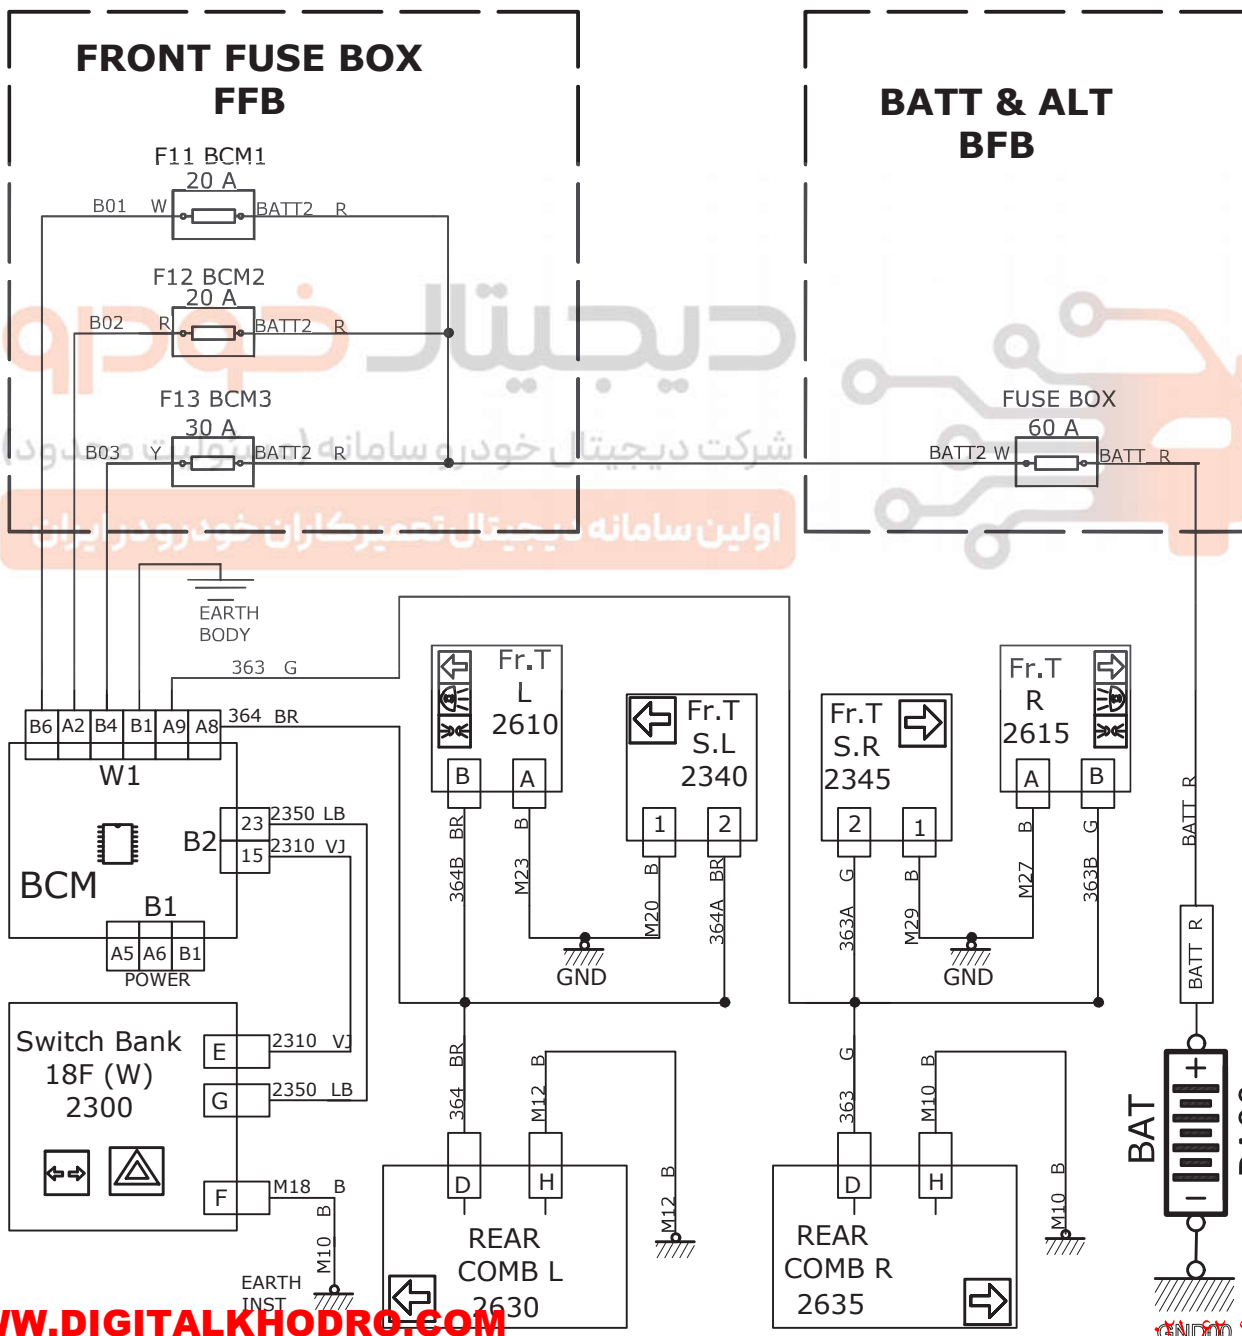 FRONT FUSE BOX
FFB
BATT & ALT
BFB
F11 BCM1
20 A
B01 W
BATT2 R
F12 BCM2
20 A
B02 R
BATT2 R
دیجیتال خودرو
F13 BCM3
30 A
B03 Y
BATT2 R
شرکت دیجیتال خودرو سامانه (مسئولیت محدود)
FUSE BOX
60 A
BATT2 W
BATT R
اولین سامانه دیجیتال تعمیرکاران خودرو در ایران
EARTH
BODY
363 G
364 BR
B6 A2 B4 B1 A9 A8
W1
BCM
B2
23
15
2350 LB
2310 VJ
B1
A5 A6 B1
POWER
Fr.T
L
2610
B A
364B BR
M23 B
Fr.T
S.L
2340
1 2
M20 B
364A BR
GND
Fr.T
S.R
2345
2 1
363A G
M29 B
Fr.T
R
2615
A B
M27 B
363B G
GND
BATT R
BATT R
Switch Bank
18F (W)
2300
E
2310 VJ
G
2350 LB
F
M18 B
M10 B
EARTH
INST
364 BR
M12 B
M12 B
D H
REAR
COMB L
2630
363 G
M10 B
M10 B
D H
REAR
COMB R
2635
BAT
+
−
WW.DIGITALKHODRO.COM